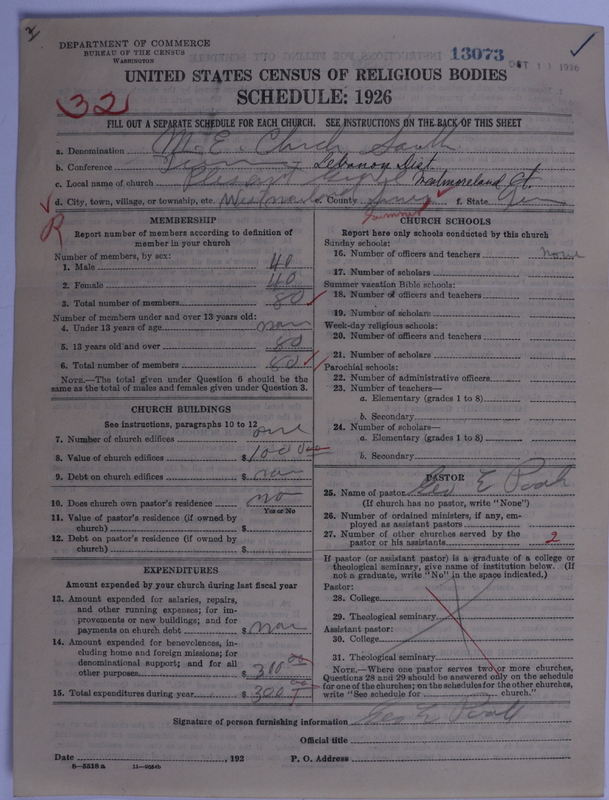 DEPARTMENT OF COMMERCE
BUREAU OF THE CENSUS
WASHINGTON
13073
1926
UNITED STATES CENSUS OF RELIGIOUS BODIES
SCHEDULE: 1926
32
FILL OUT A SEPARATE SCHEDULE FOR EACH CHURCH. SEE INSTRUCTIONS ON THE BACK OF THIS SHEET
a. Denomination M. E. Church, South
b. Conference Lebanon Dist.
c. Local name of church Westmoreland Ct.
d. City, town, village, or township, etc. Westmoreland e. County Sumner f. State Tenn
Sumner
R
MEMBERSHIP
Report number of members according to definition of member in your church
Number of members, by sex:
1. Male 40
2. Female 40
3. Total number of members 80
Number of members under and over 13 years old:
4. Under 13 years of age
5. 13 years old and over 80
6. Total number of members 80
NOTE.—The total given under Question 6 should be the same as the total of males and females given under Question 3.
CHURCH BUILDINGS
See instructions, paragraphs 10 to 12
7. Number of church edifices one
8. Value of church edifices $
9. Debt on church edifices $
10. Does church own pastor's residence no
Yes or No
11. Value of pastor's residence (if owned by church) $
12. Debt on pastor's residence (if owned by church) $
EXPENDITURES
Amount expended by your church during last fiscal year
13. Amount expended for salaries, repairs, and other running expenses; for improvements or new buildings; and for payments on church debt $
14. Amount expended for benevolences, including home and foreign missions; for denominational support; and for all other purposes $
15. Total expenditures during year $ 300
CHURCH SCHOOLS
Report here only schools conducted by this church
Sunday schools:
16. Number of officers and teachers none
17. Number of scholars
Summer vacation Bible schools:
18. Number of officers and teachers
19. Number of scholars
Week-day religious schools:
20. Number of officers and teachers
21. Number of scholars
Parochial schools:
22. Number of administrative officers
23. Number of teachers—
a. Elementary (grades 1 to 8)
b. Secondary
24. Number of scholars—
a. Elementary (grades 1 to 8)
b. Secondary
PASTOR
25. Name of pastor Geo E
(If church has no pastor, write "None")
26. Number of ordained ministers, if any, employed as assistant pastors
27. Number of other churches served by the pastor or his assistants 2
If pastor (or assistant pastor) is a graduate of a college or theological seminary, give name of institution below. (If not a graduate, write "No" in the space indicated.)
Pastor:
28. College
29. Theological seminary
Assistant pastor:
30. College
31. Theological seminary
NOTE.—Where one pastor serves two or more churches, Questions 28 and 29 should be answered only on the schedule for one of the churches; on the schedules for the other churches, write "See schedule for church."
Signature of person furnishing information Geo E
Official title
Date , 192 P. O. Address
8—5518 a